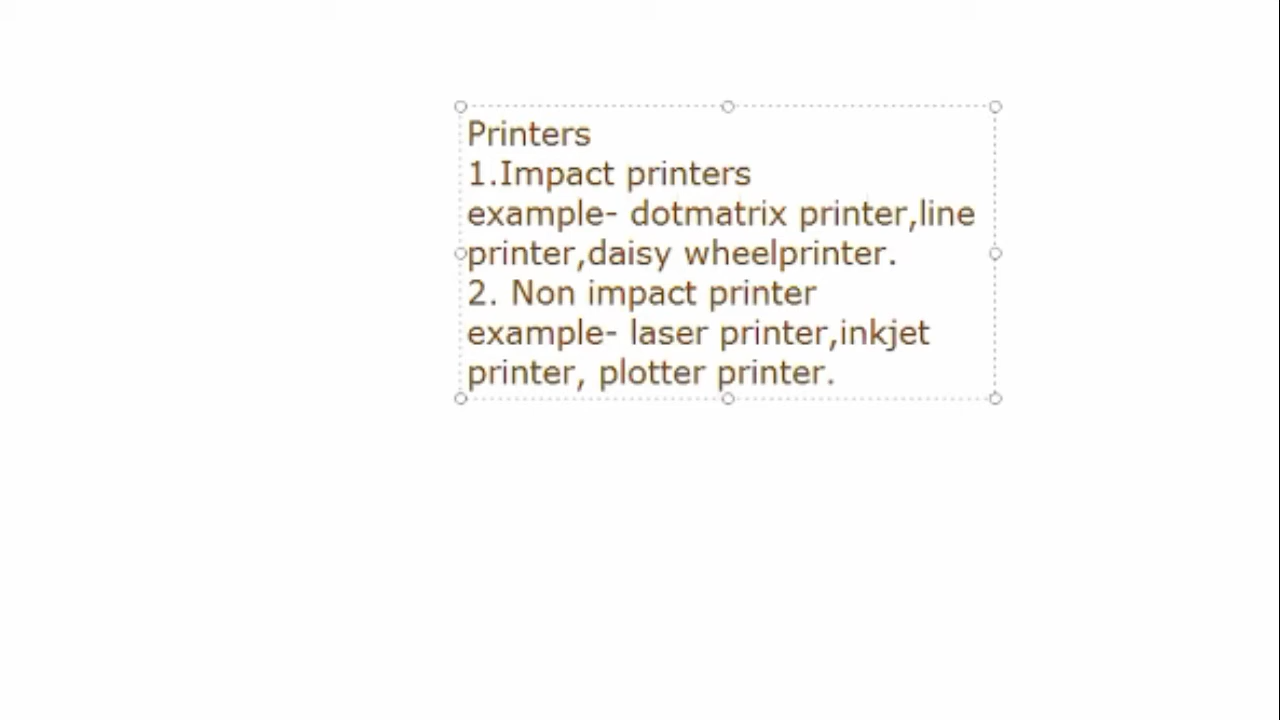 Printers
1.Impact printers
example- dotmatrix printer,line
printer,daisy wheelprinter.
2. Non impact printer
example- laser printer,inkjet
printer, plotter printer.